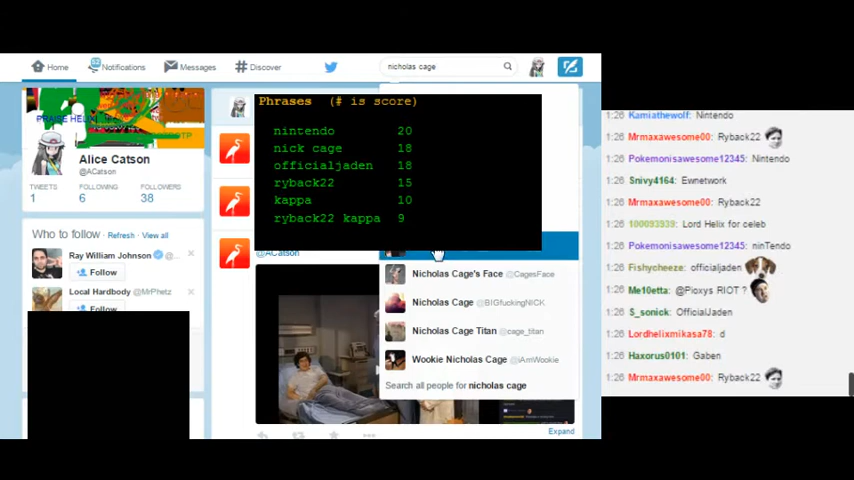 Home
52
Notifications
Messages
# Discover
nicholas cage
PRAISE HELIX!
OTP
Alice Catson
@ACatson
TWEETS FOLLOWING FOLLOWERS
1 6 38
Who to follow · Refresh · View all
Ray William Johnson @...
Follow
Local Hardbody @MrPhetz
Follow
Phrases (# is score)
nintendo 20
nick cage 18
officialjaden 18
ryback22 15
kappa 10
ryback22 kappa 9
@ACatson
Nicholas Cage's Face @CagesFace
Nicholas Cage @BIGfuckingNICK
Nicholas Cage Titan @cage_titan
Wookie Nicholas Cage @iAmWookie
Search all people for nicholas cage
Expand
1:26 Kamiathewolf: Nintendo
1:26 Mrmaxawesome00: Ryback22
1:26 Pokemonisawesome12345: Nintendo
1:26 Snivy4164: Ewnetwork
1:26 Mrmaxawesome00: Ryback22
1:26 100093939: Lord Helix for celeb
1:26 Pokemonisawesome12345: ninTendo
1:26 Fishycheeze: officialjaden
1:26 Me10etta: @Pioxys RIOT ?
1:26 S_sonick: OfficialJaden
1:26 Lordhelixmikasa78: d
1:26 Haxorus0101: Gaben
1:26 Mrmaxawesome00: Ryback22